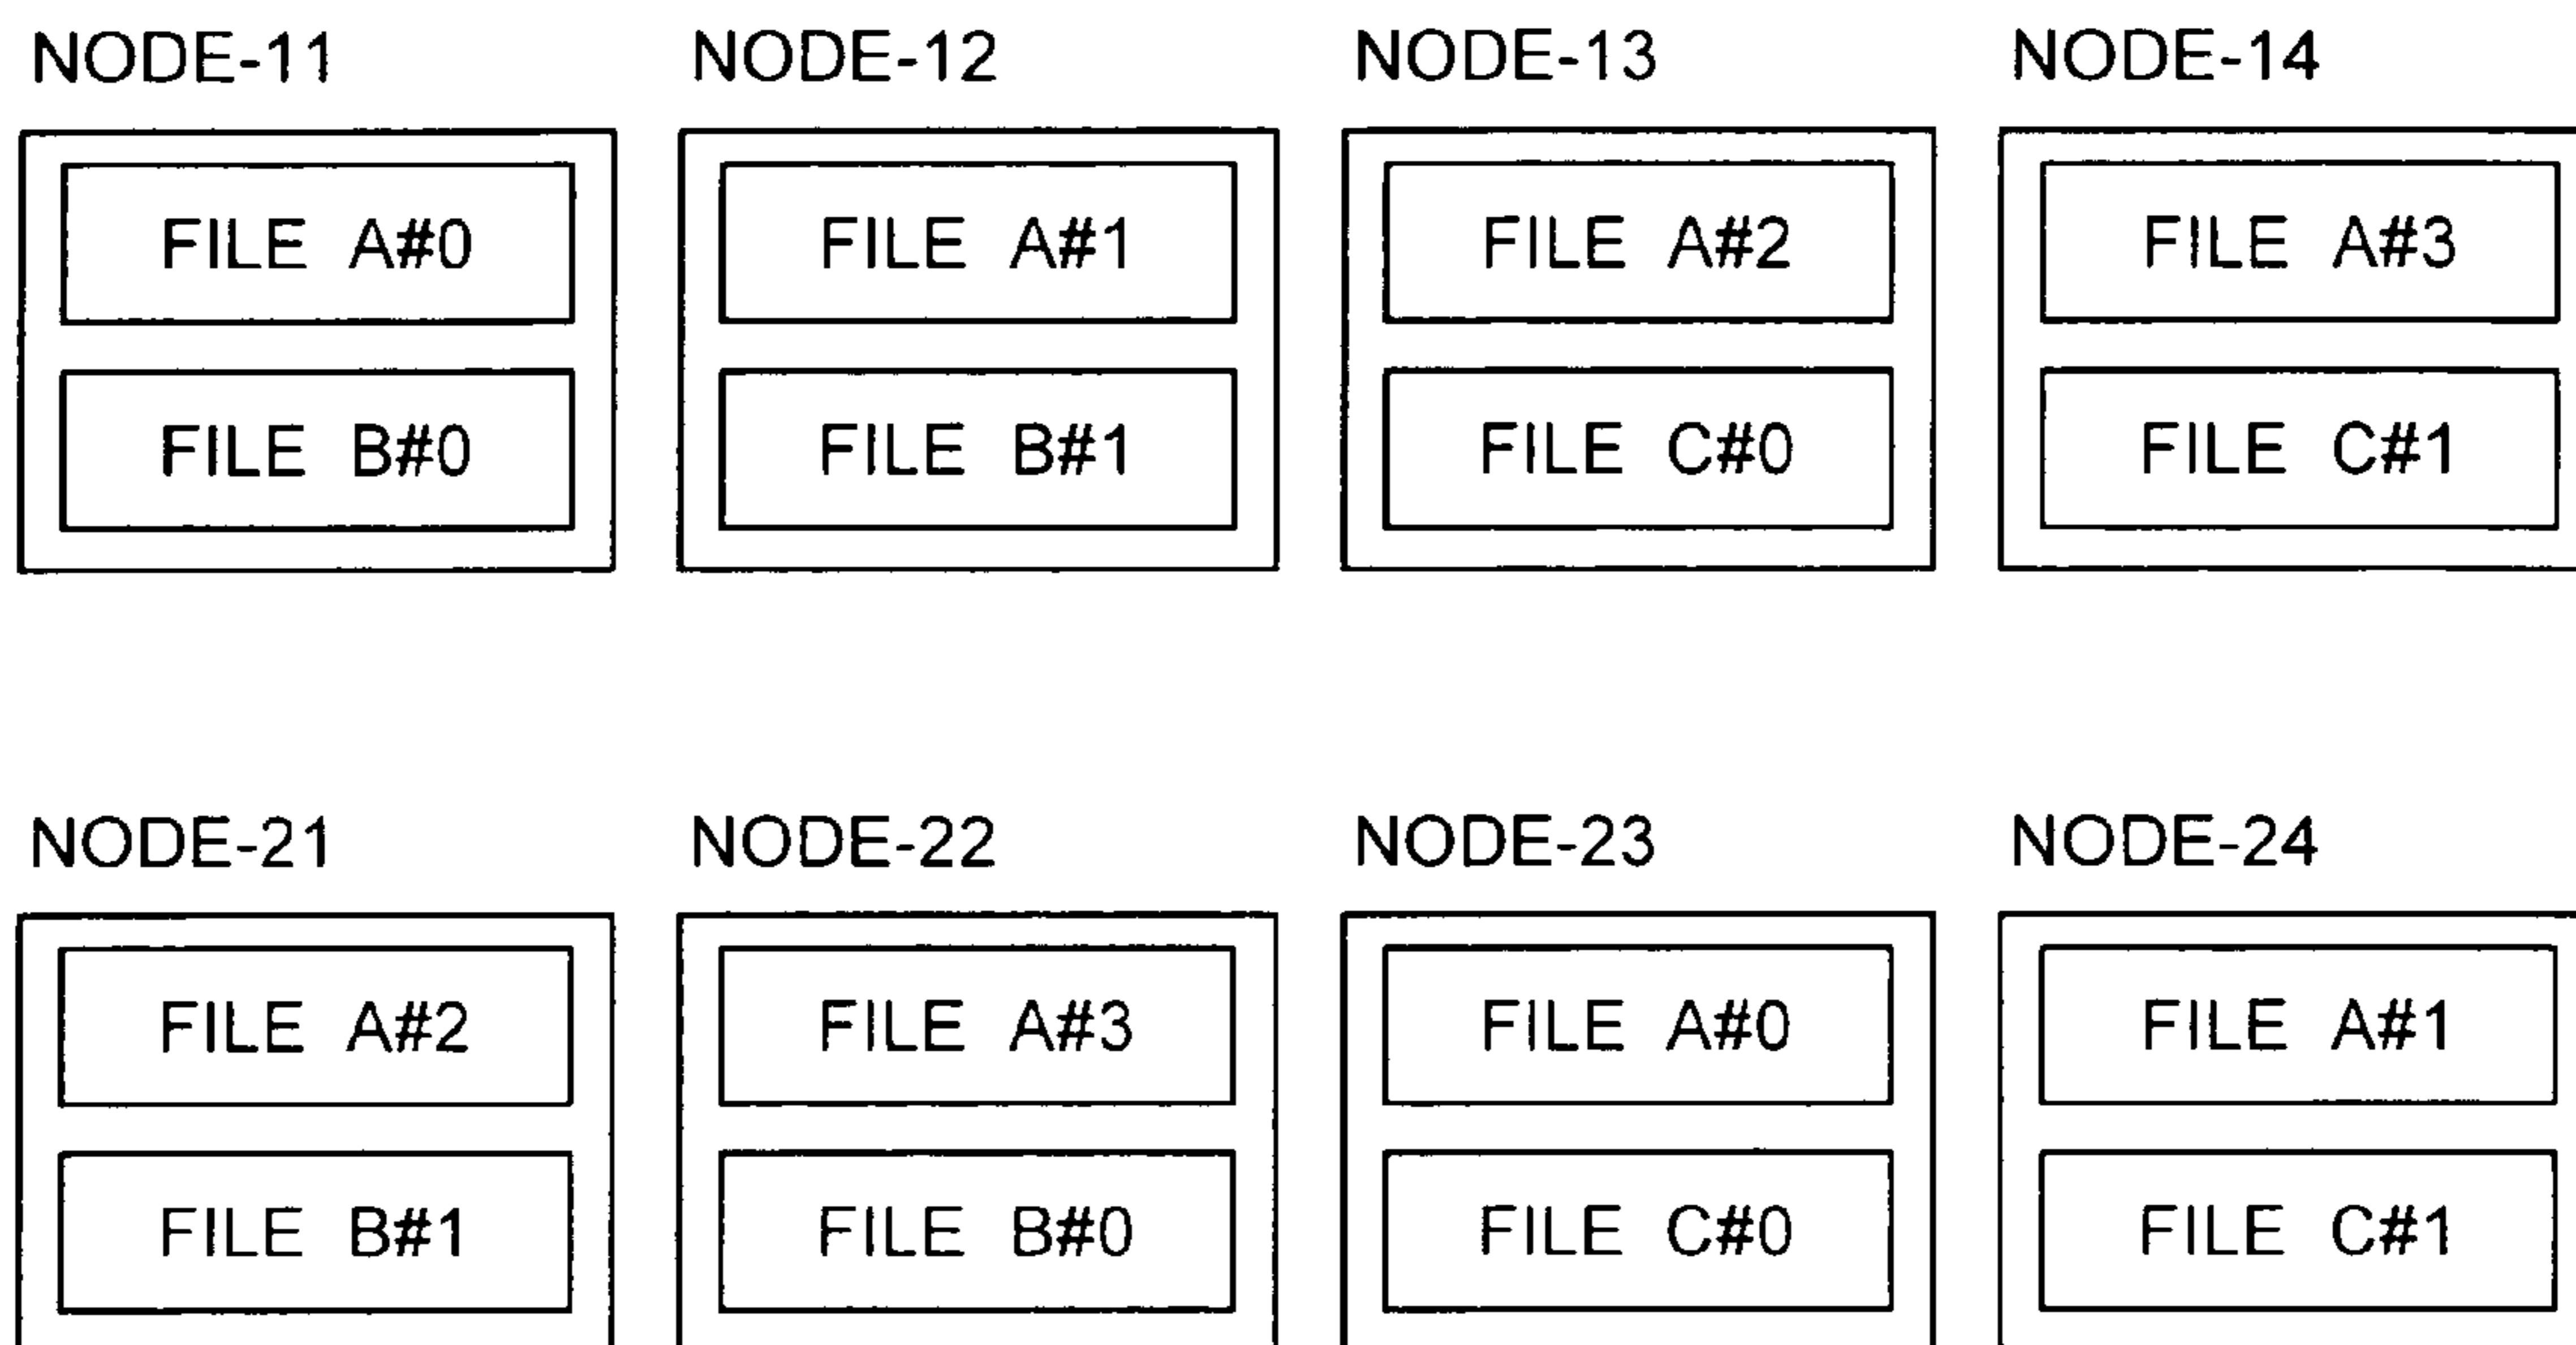 NODE-11 NODE-12 NODE-13 NODE-14
FILE A#0 FILE A#1 FILE A#2 FILE A#3
FILE B#0 FILE B#1 FILE C#0 FILE C#1
NODE-21 NODE-22 NODE-23 NODE-24
FILE A#2 FILE A#3 FILE A#0 FILE A#1
FILE B#1 FILE B#0 FILE C#0 FILE C#1